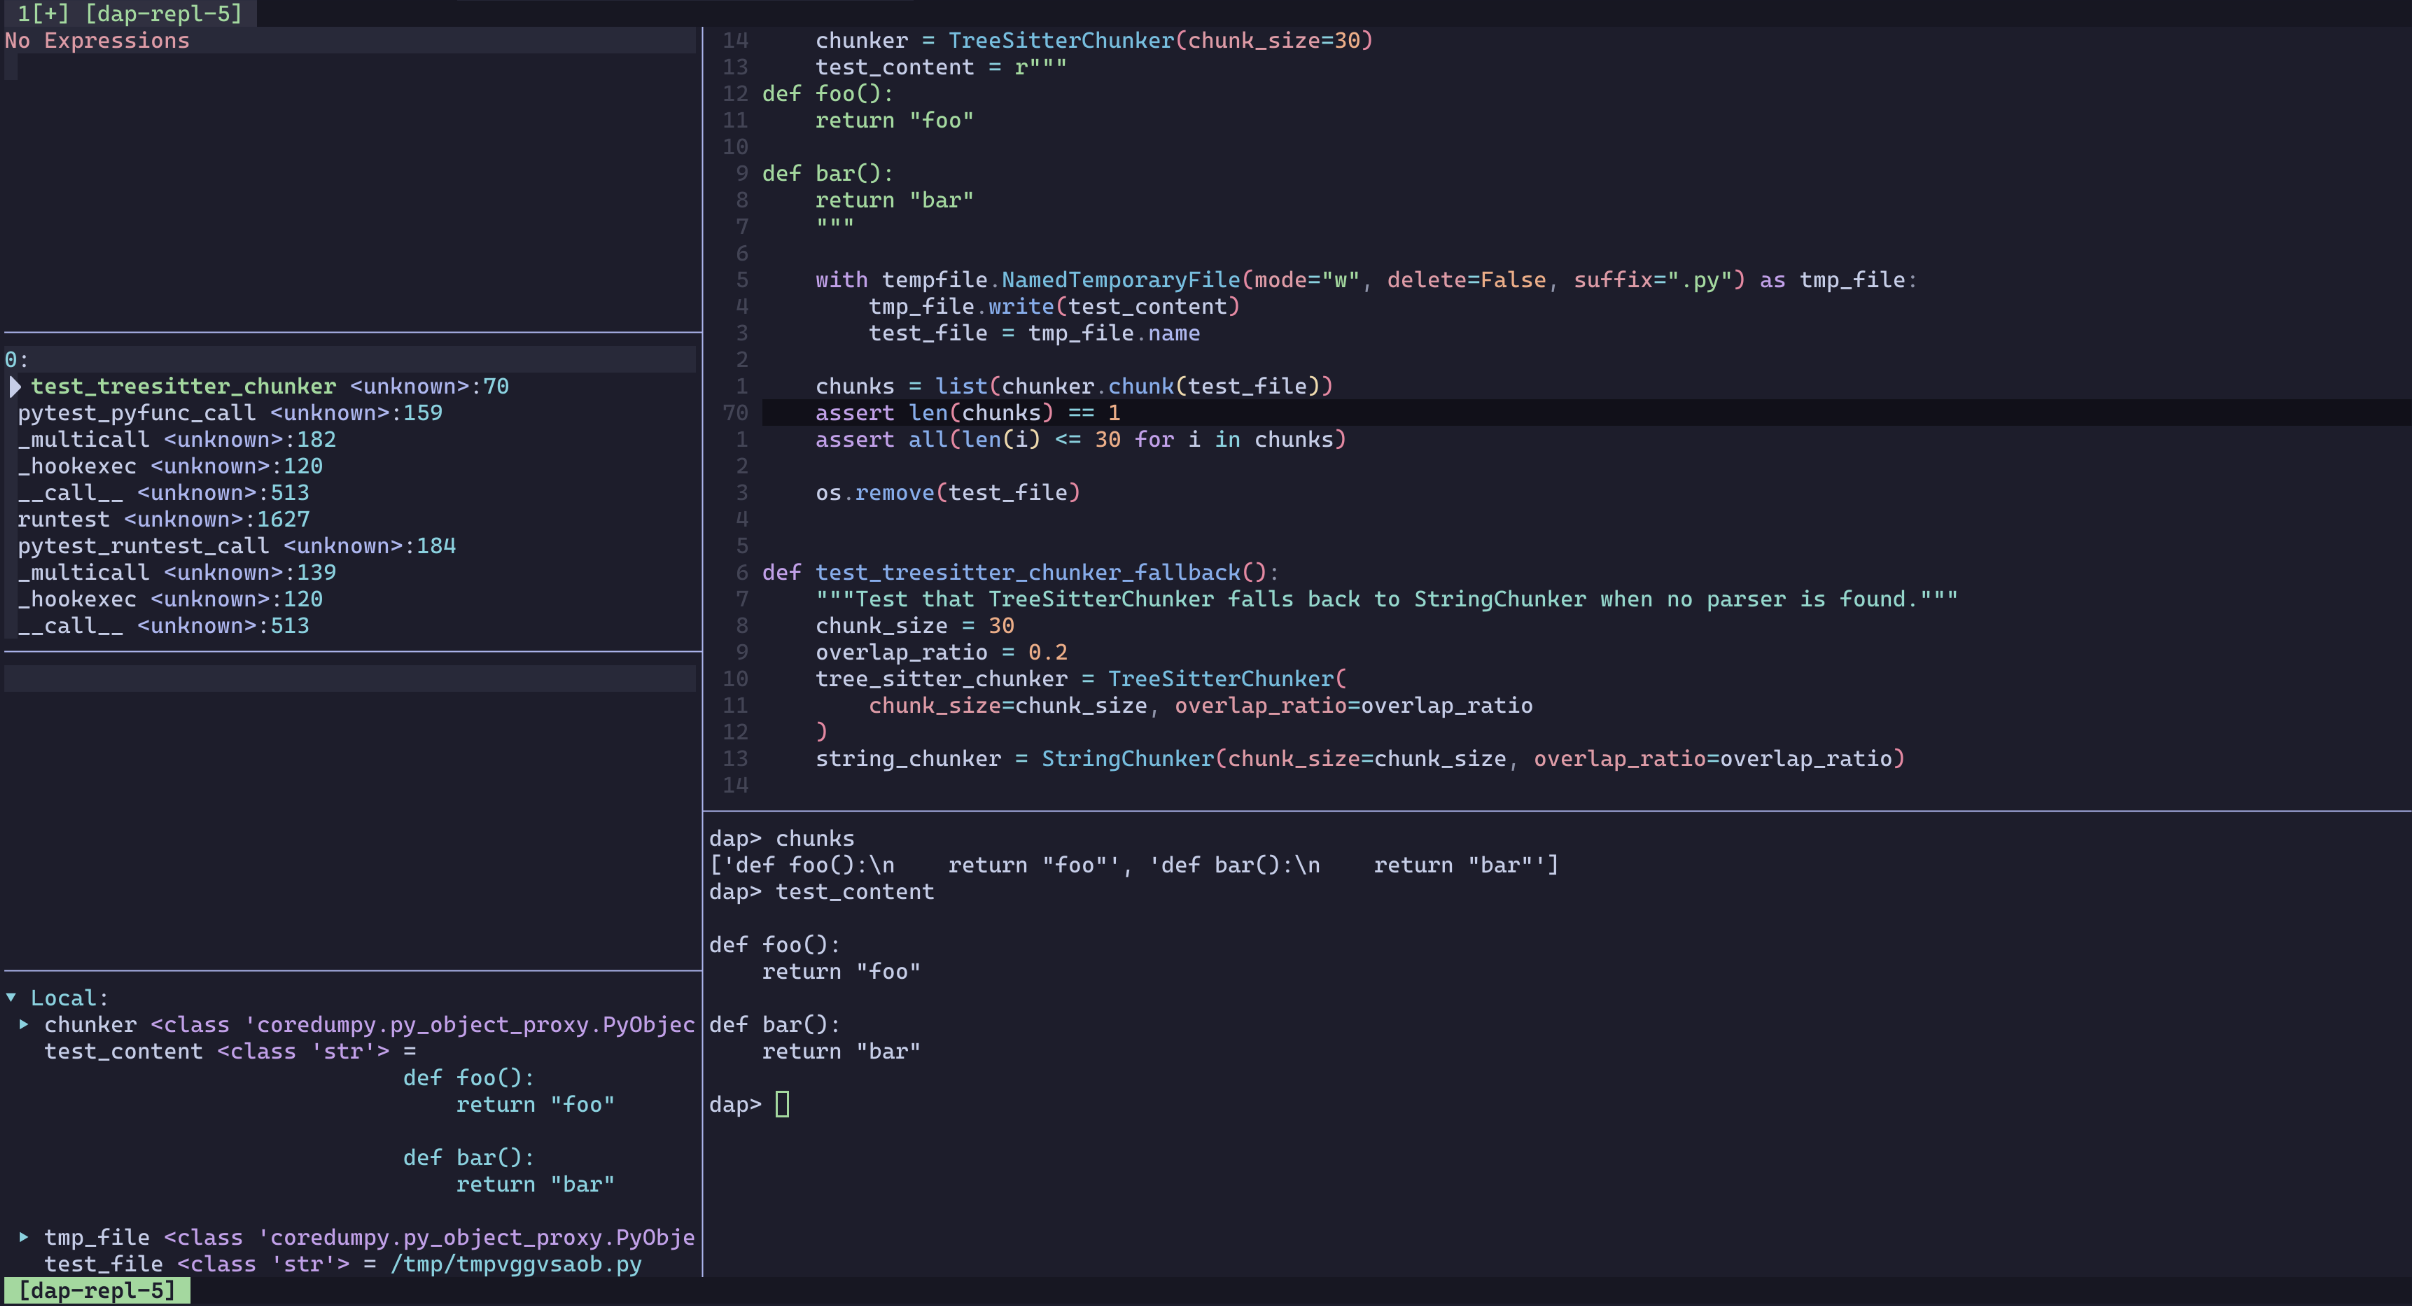 1[+] [dap-repl-5]
No Expressions
0:
test_treesitter_chunker <unknown>:70
pytest_pyfunc_call <unknown>:159
_multicall <unknown>:182
_hookexec <unknown>:120
__call__ <unknown>:513
runtest <unknown>:1627
pytest_runtest_call <unknown>:184
_multicall <unknown>:139
_hookexec <unknown>:120
__call__ <unknown>:513
▾ Local:
▸ chunker <class 'coredumpy.py_object_proxy.PyObjec
test_content <class 'str'> =
def foo():
    return "foo"
def bar():
    return "bar"
▸ tmp_file <class 'coredumpy.py_object_proxy.PyObje
test_file <class 'str'> = /tmp/tmpvggvsaob.py
14     chunker = TreeSitterChunker(chunk_size=30)
13     test_content = r"""
12 def foo():
11     return "foo"
10
9 def bar():
8     return "bar"
7     """
6
5     with tempfile.NamedTemporaryFile(mode="w", delete=False, suffix=".py") as tmp_file:
4         tmp_file.write(test_content)
3         test_file = tmp_file.name
2
1     chunks = list(chunker.chunk(test_file))
70     assert len(chunks) == 1
1     assert all(len(i) <= 30 for i in chunks)
2
3     os.remove(test_file)
4
5
6 def test_treesitter_chunker_fallback():
7     """Test that TreeSitterChunker falls back to StringChunker when no parser is found."""
8     chunk_size = 30
9     overlap_ratio = 0.2
10     tree_sitter_chunker = TreeSitterChunker(
11         chunk_size=chunk_size, overlap_ratio=overlap_ratio
12     )
13     string_chunker = StringChunker(chunk_size=chunk_size, overlap_ratio=overlap_ratio)
14
dap> chunks
['def foo():\n    return "foo"', 'def bar():\n    return "bar"']
dap> test_content
def foo():
    return "foo"
def bar():
    return "bar"
dap>
[dap-repl-5]